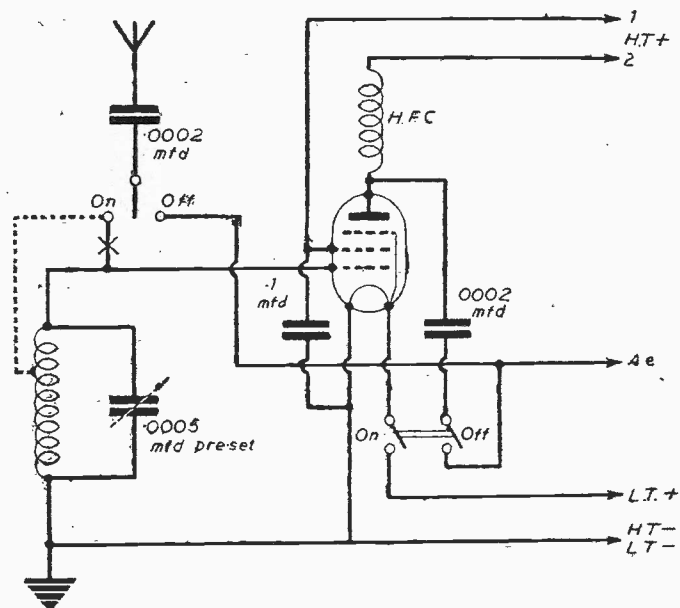 1
H.T+
2
H.F.C
.0002
mfd
On
Off.
.1
mfd
.0002
mfd
.0005
mfd pre-set
Ae
On
Off
L.T.+
HT-
LT-